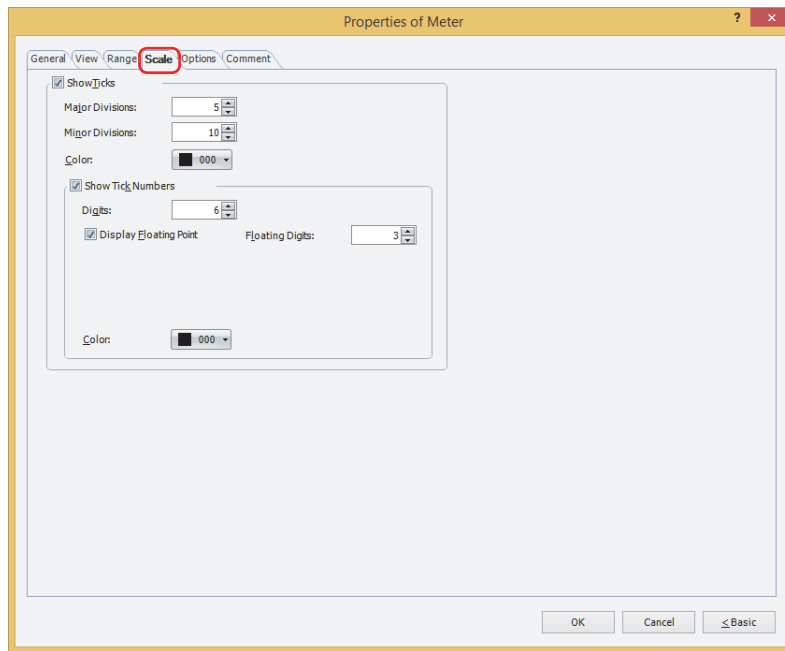 Properties of Meter
? ×
General View Range Scale Options Comment
Show Ticks
Major Divisions: 5
Minor Divisions: 10
Color: 000
Show Tick Numbers
Digits: 6
Display Floating Point Floating Digits: 3
Color: 000
OK Cancel < Basic